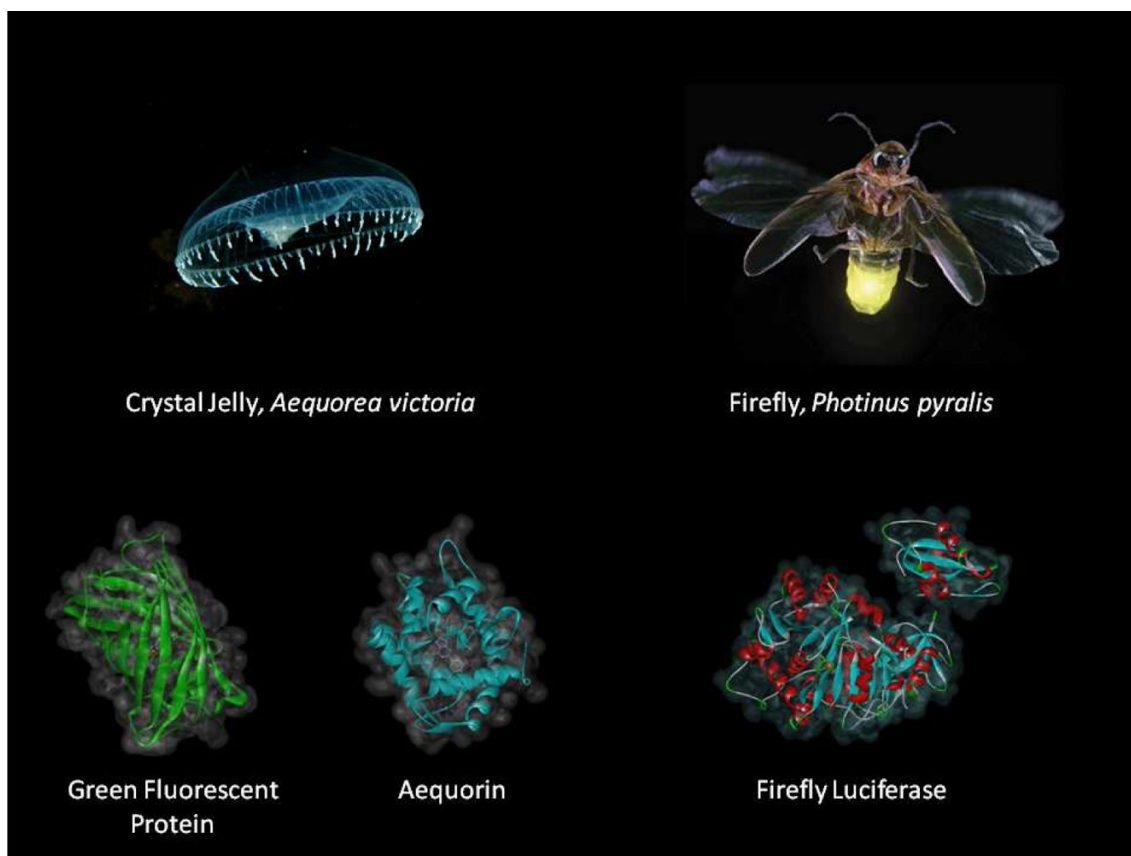 Crystal Jelly, Aequorea victoria
Firefly, Photinus pyralis
Green Fluorescent
Protein
Aequorin
Firefly Luciferase